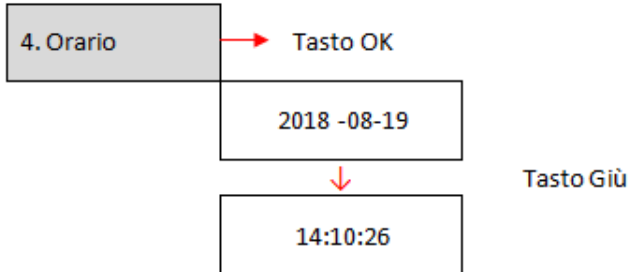 4. Orario
Tasto OK
2018 -08-19
Tasto Giù
14:10:26